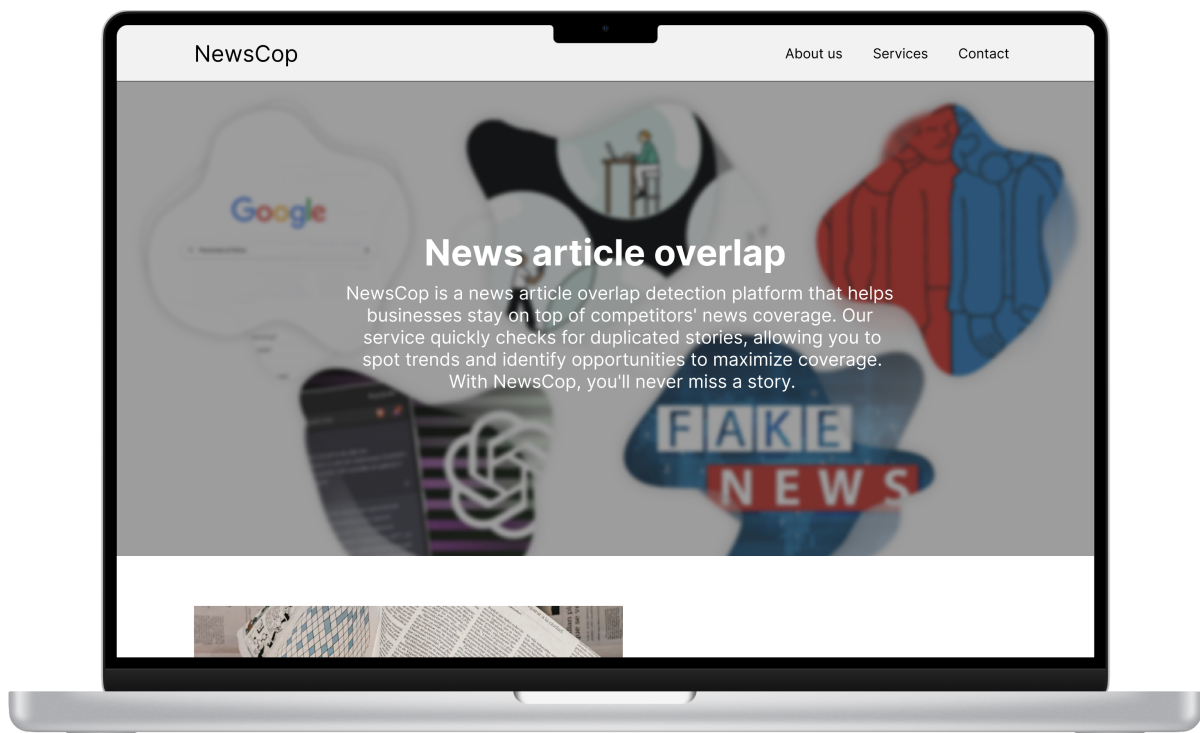 NewsCop
About us
Services
Contact
Google
News article overlap
NewsCop is a news article overlap detection platform that helps
businesses stay on top of competitors' news coverage. Our
service quickly checks for duplicated stories, allowing you to
spot trends and identify opportunities to maximize coverage.
With NewsCop, you'll never miss a story.
FAKE
NEWS